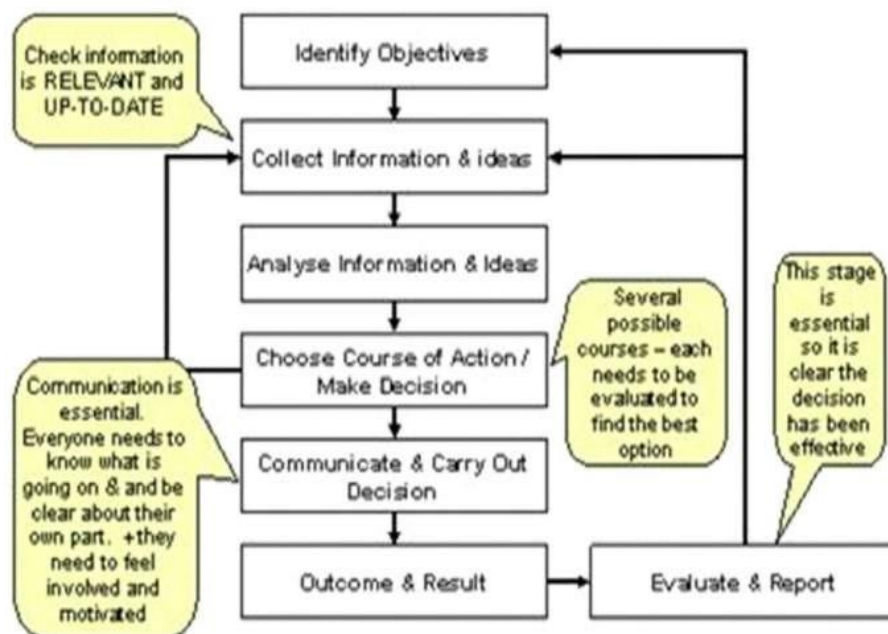 Check information
is RELEVANT and
UP-TO-DATE
Identify Objectives
Collect Information & ideas
Analyse Information & Ideas
Choose Course of Action /
Make Decision
Several
possible
courses – each
needs to be
evaluated to
find the best
option
This stage
is
essential
so it is
clear the
decision
has been
effective
Communication is
essential.
Everyone needs to
know what is
going on & and be
clear about their
own part. +they
need to feel
involved and
motivated
Communicate & Carry Out
Decision
Outcome & Result
Evaluate & Report